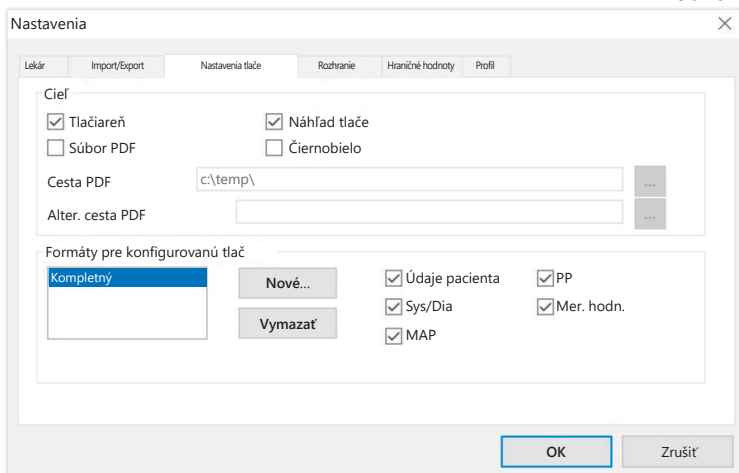 Nastavenia
Lekár Import/Export Nastavenia tlače Rozhranie Hraničné hodnoty Profil
Cieľ
Tlačiareň Náhľad tlače
Súbor PDF Čiernobielo
Cesta PDF c:\temp\ ...
Alter. cesta PDF ...
Formáty pre konfigurovanú tlač
Kompletný Nové... Údaje pacienta PP
Sys/Dia Mer. hodn.
Vymazať MAP
OK Zrušiť